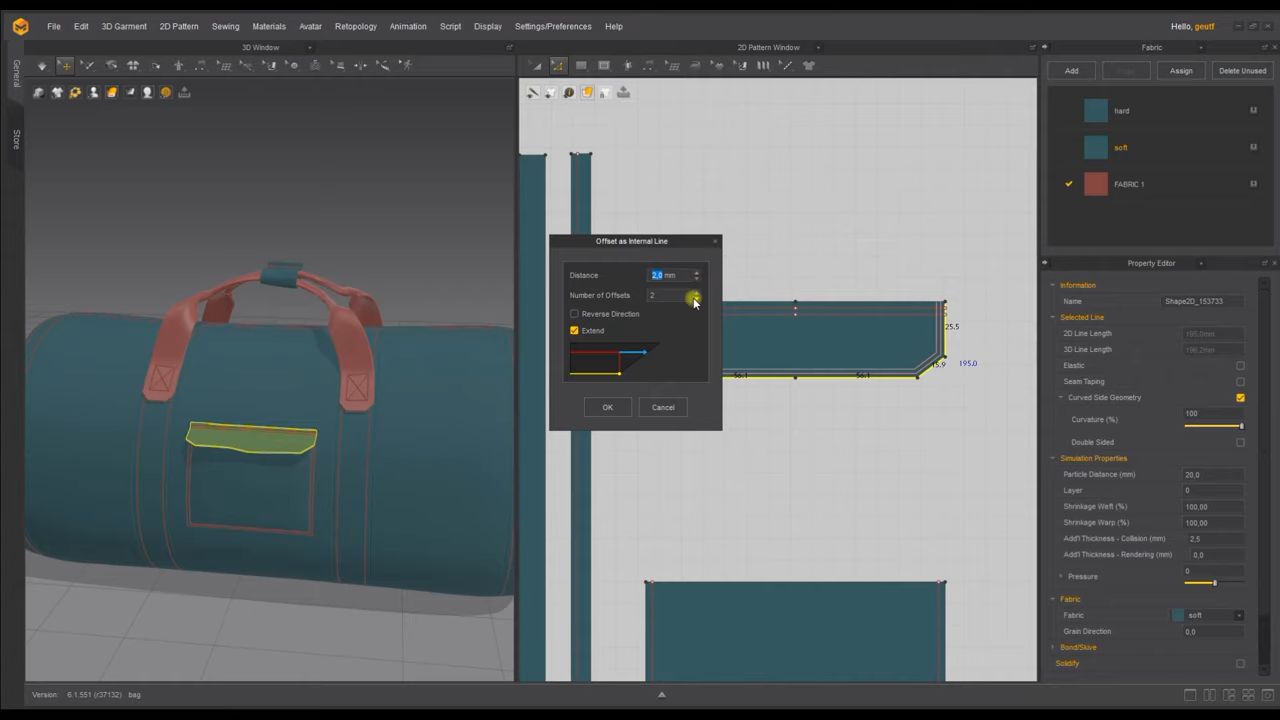 File Edit 3D Garment 2D Pattern Sewing Materials Avatar Retopology Animation Script Display Settings/Preferences Help
Hello, geutf
3D Window
2D Pattern Window
Fabric
General
Store
Add
Assign
Delete Unused
hard
soft
FABRIC 1
Offset as Internal Line
Distance 2,0 mm
Number of Offsets 2
Reverse Direction
Extend
OK Cancel
25.5
195.0
Property Editor
Information
Name Shape2D_153733
Selected Line
2D Line Length 195,0mm
3D Line Length 196,2mm
Elastic
Seam Taping
Curved Side Geometry
Curvature (%) 100
Double Sided
Simulation Properties
Particle Distance (mm) 20,0
Layer 0
Shrinkage Weft (%) 100,00
Shrinkage Warp (%) 100,00
Add'l Thickness - Collision (mm) 2,5
Add'l Thickness - Rendering (mm) 0,0
Pressure 0
Fabric
Fabric soft
Grain Direction 0,0
Bond/Skive
Solidify
Version: 6.1.551 (r37132) bag